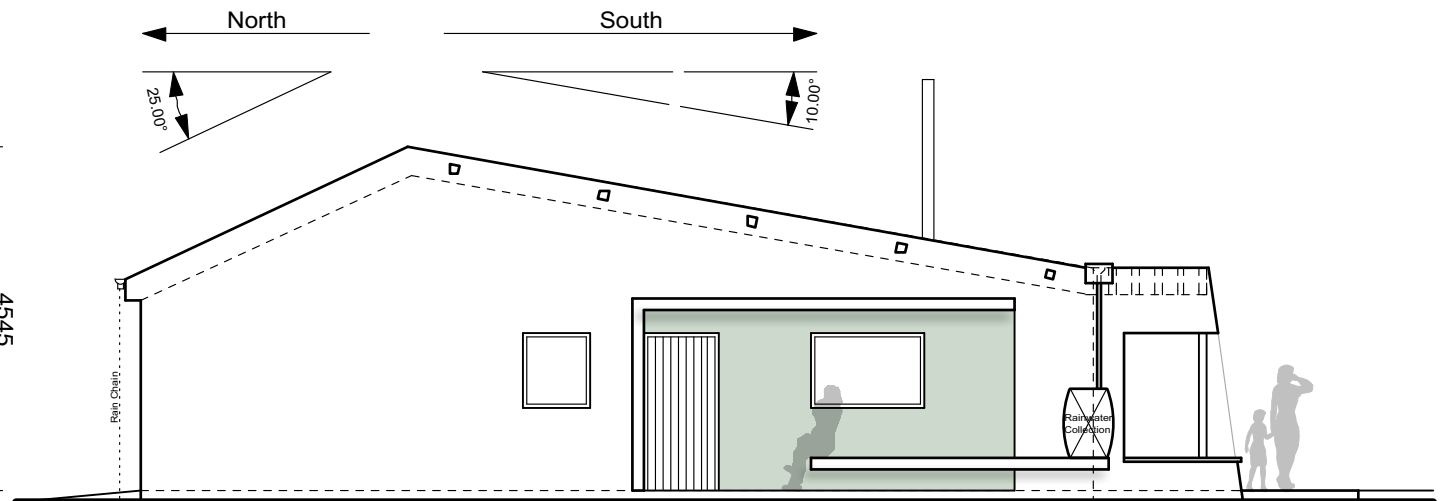 North
South
25.00°
10.00°
4545
Rain Chain
Rainwater
Collection